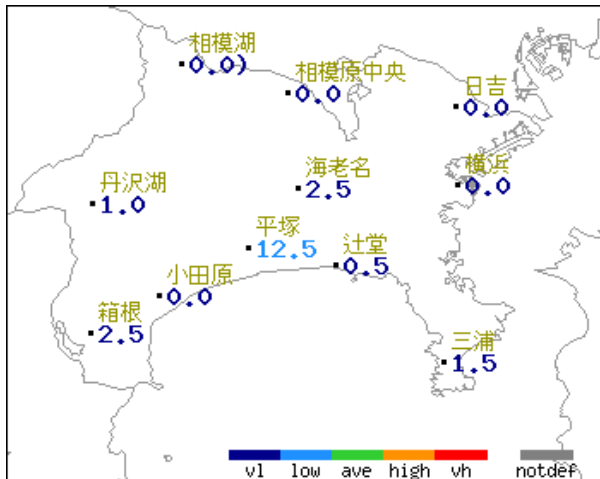 相模湖
0.0)
相模原中央
0.0
日吉
0.0
海老名
2.5
横浜
0.0
丹沢湖
1.0
平塚
12.5
辻堂
0.5
小田原
0.0
箱根
2.5
三浦
1.5
vl low ave high vh notdef